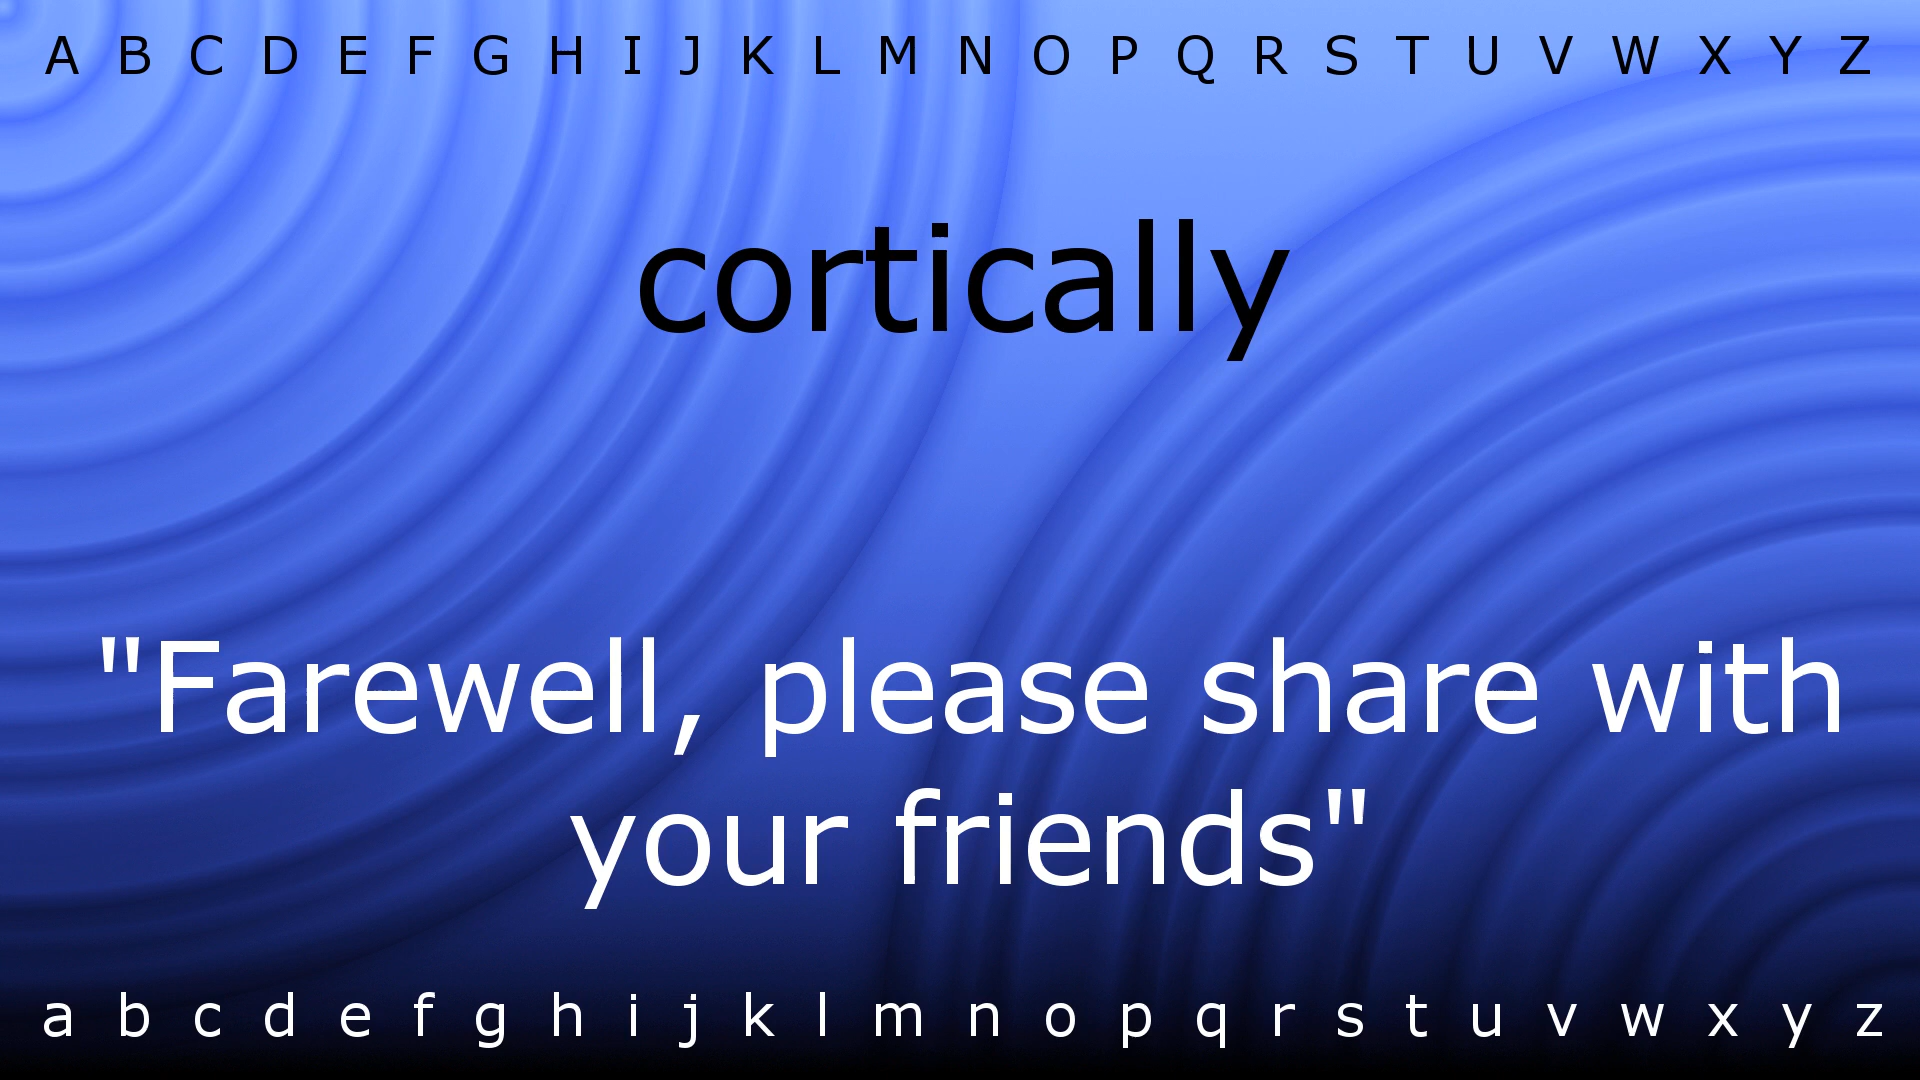 A B C D E F G H I J K L M N O P Q R S T U V W X Y Z
cortically
"Farewell, please share with
your friends"
a b c d e f g h i j k l m n o p q r s t u v w x y z